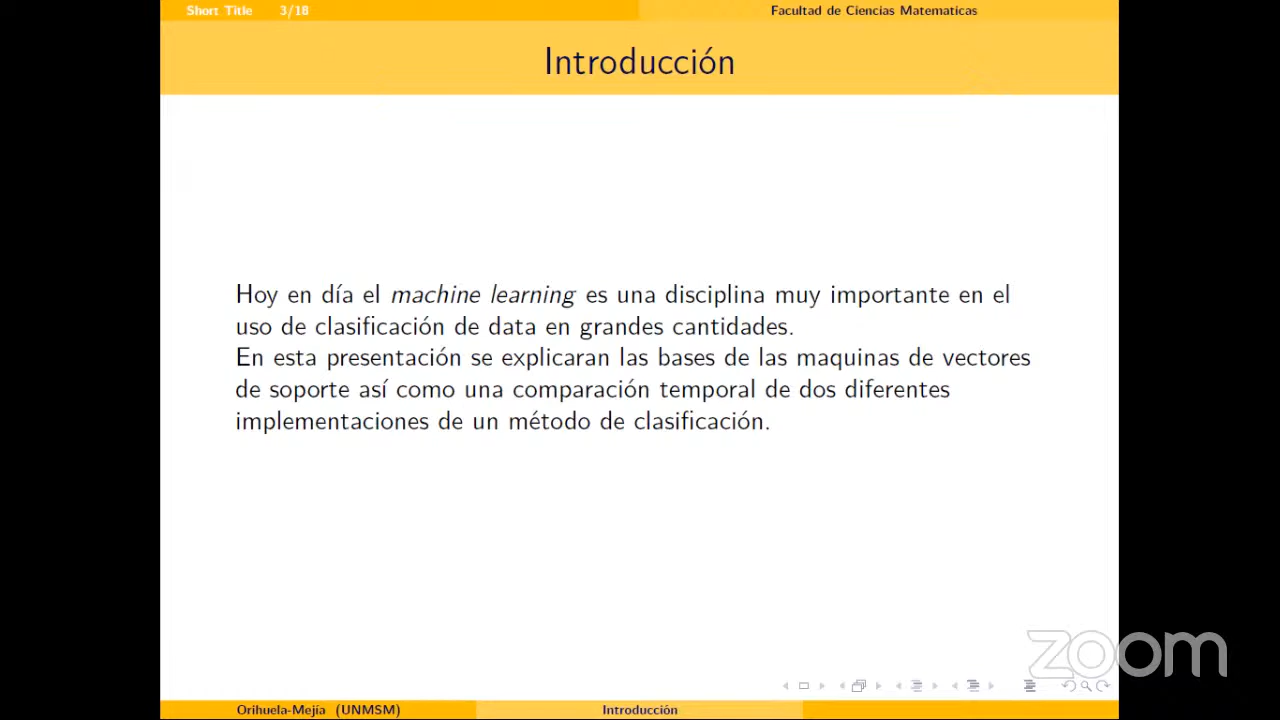 Short Title 3/18 Facultad de Ciencias Matematicas
Introducción
Hoy en día el machine learning es una disciplina muy importante en el
uso de clasificación de data en grandes cantidades.
En esta presentación se explicaran las bases de las maquinas de vectores
de soporte así como una comparación temporal de dos diferentes
implementaciones de un método de clasificación.
zoom
Orihuela-Mejía (UNMSM) Introducción